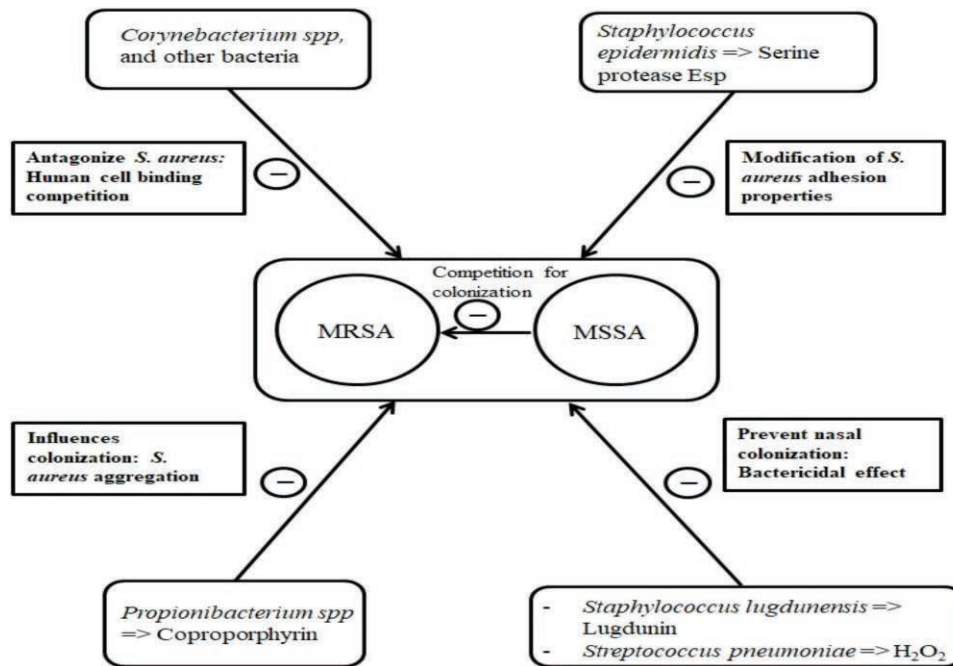 Corynebacterium spp,
and other bacteria
Staphylococcus
epidermidis => Serine
protease Esp
Antagonize S. aureus:
Human cell binding
competition
−
−
Modification of S.
aureus adhesion
properties
Competition for
colonization
−
MRSA
MSSA
Influences
colonization: S.
aureus aggregation
−
−
Prevent nasal
colonization:
Bactericidal effect
Propionibacterium spp
=> Coproporphyrin
- Staphylococcus lugdunensis =>
Lugdunin
- Streptococcus pneumoniae => H₂O₂